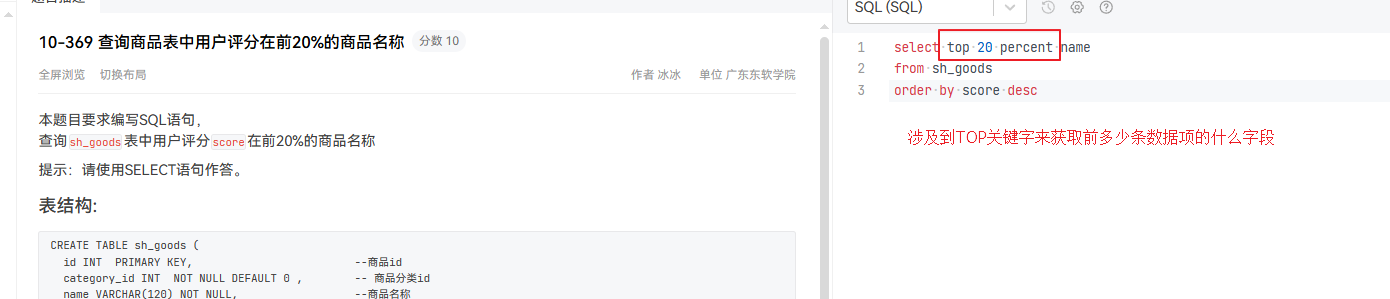 SQL (SQL)
10-369 查询商品表中用户评分在前20%的商品名称 分数 10
全屏浏览 切换布局 作者 冰冰 单位 广东东软学院
本题目要求编写SQL语句，
查询sh_goods表中用户评分score在前20%的商品名称
提示：请使用SELECT语句作答。
表结构:
CREATE TABLE sh_goods (
id INT PRIMARY KEY, --商品id
category_id INT NOT NULL DEFAULT 0 , -- 商品分类id
name VARCHAR(120) NOT NULL, --商品名称
1 select top 20 percent name
2 from sh_goods
3 order by score desc
涉及到TOP关键字来获取前多少条数据项的什么字段